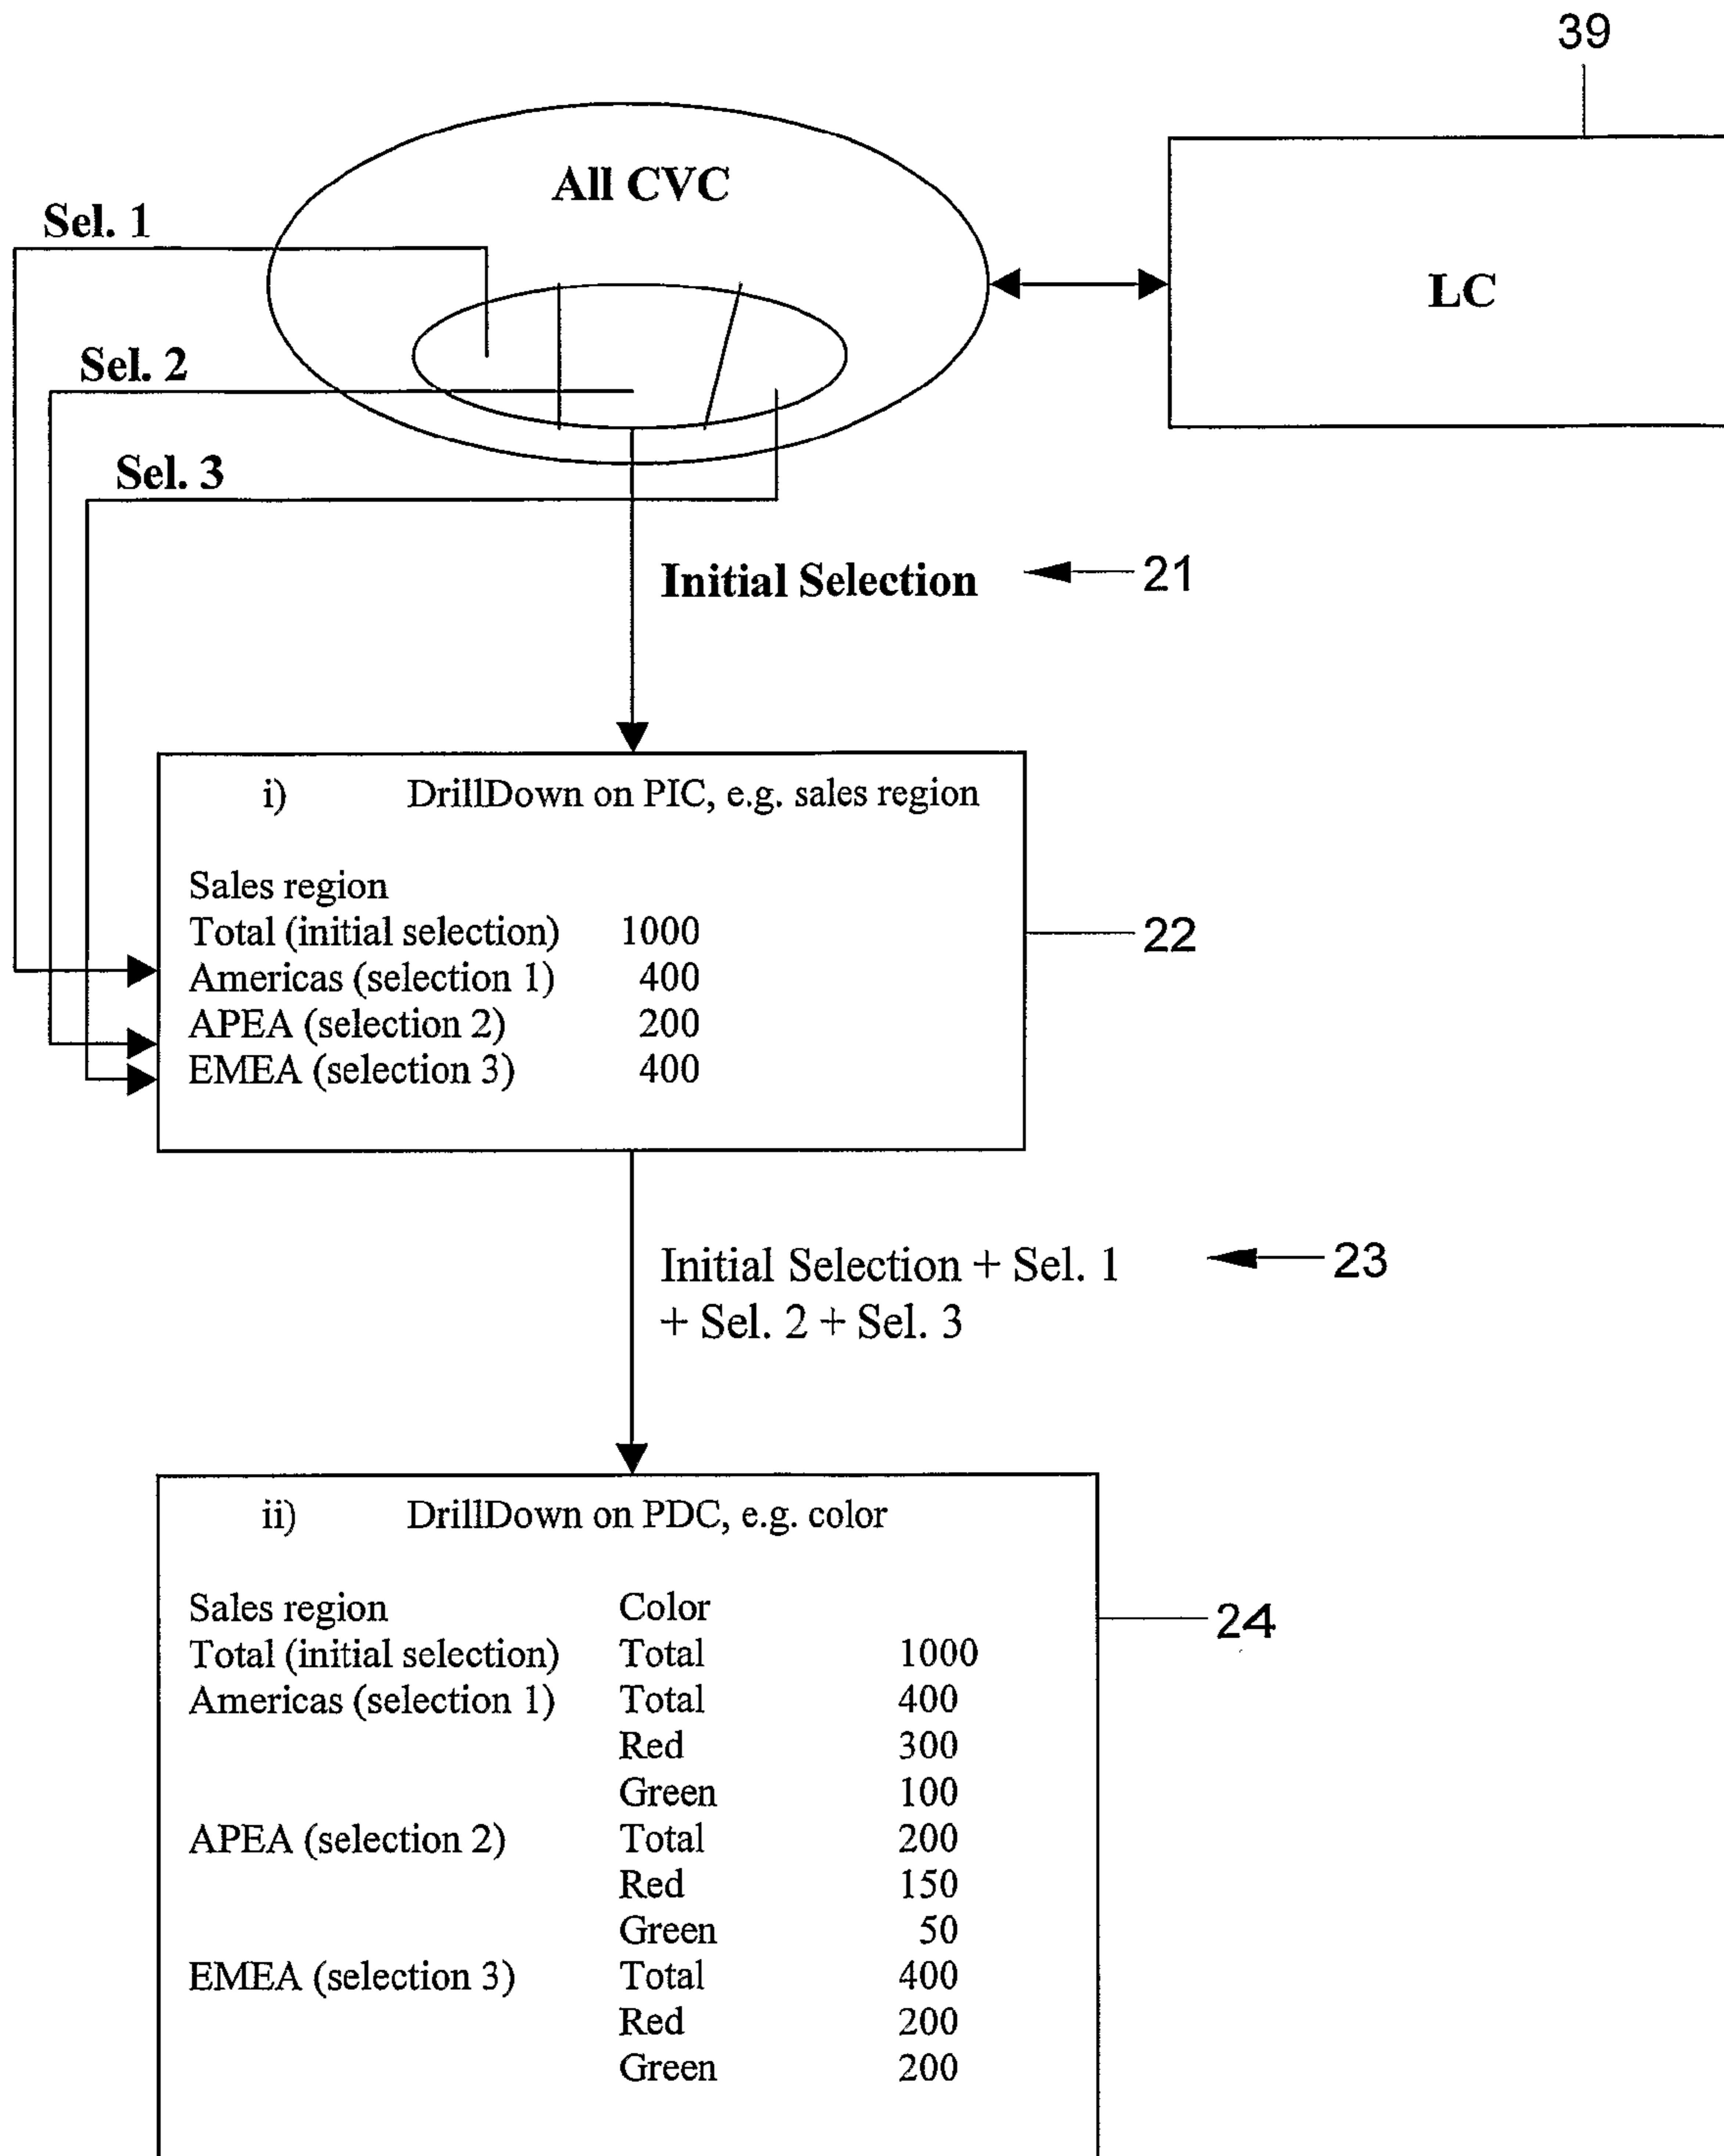 39
All CVC
Sel. 1
LC
Sel. 2
Sel. 3
Initial Selection
21
i) DrillDown on PIC, e.g. sales region
Sales region
Total (initial selection) 1000
22
Americas (selection 1) 400
APEA (selection 2) 200
EMEA (selection 3) 400
Initial Selection + Sel. 1
23
+ Sel. 2 + Sel. 3
ii) DrillDown on PDC, e.g. color
Sales region Color
24
Total (initial selection) Total 1000
Americas (selection 1) Total 400
Red 300
Green 100
APEA (selection 2) Total 200
Red 150
Green 50
EMEA (selection 3) Total 400
Red 200
Green 200